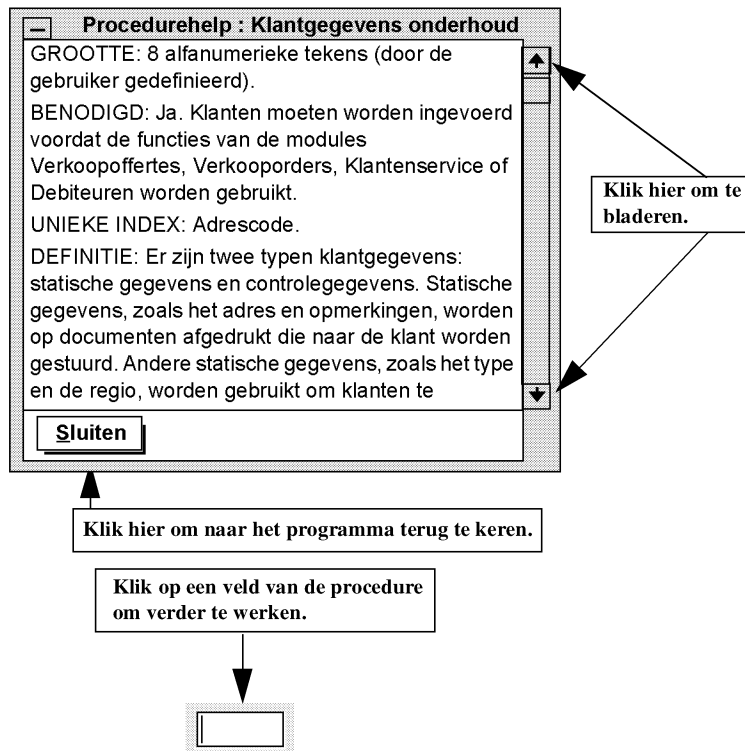 Procedurehelp : Klantgegevens onderhoud
GROOTTE: 8 alfanumerieke tekens (door de
gebruiker gedefinieerd).
BENODIGD: Ja. Klanten moeten worden ingevoerd
voordat de functies van de modules
Verkoopoffertes, Verkooporders, Klantenservice of
Debiteuren worden gebruikt.
UNIEKE INDEX: Adrescode.
DEFINITIE: Er zijn twee typen klantgegevens:
statische gegevens en controlegegevens. Statische
gegevens, zoals het adres en opmerkingen, worden
op documenten afgedrukt die naar de klant worden
gestuurd. Andere statische gegevens, zoals het type
en de regio, worden gebruikt om klanten te
Klik hier om te
bladeren.
Sluiten
Klik hier om naar het programma terug te keren.
Klik op een veld van de procedure
om verder te werken.